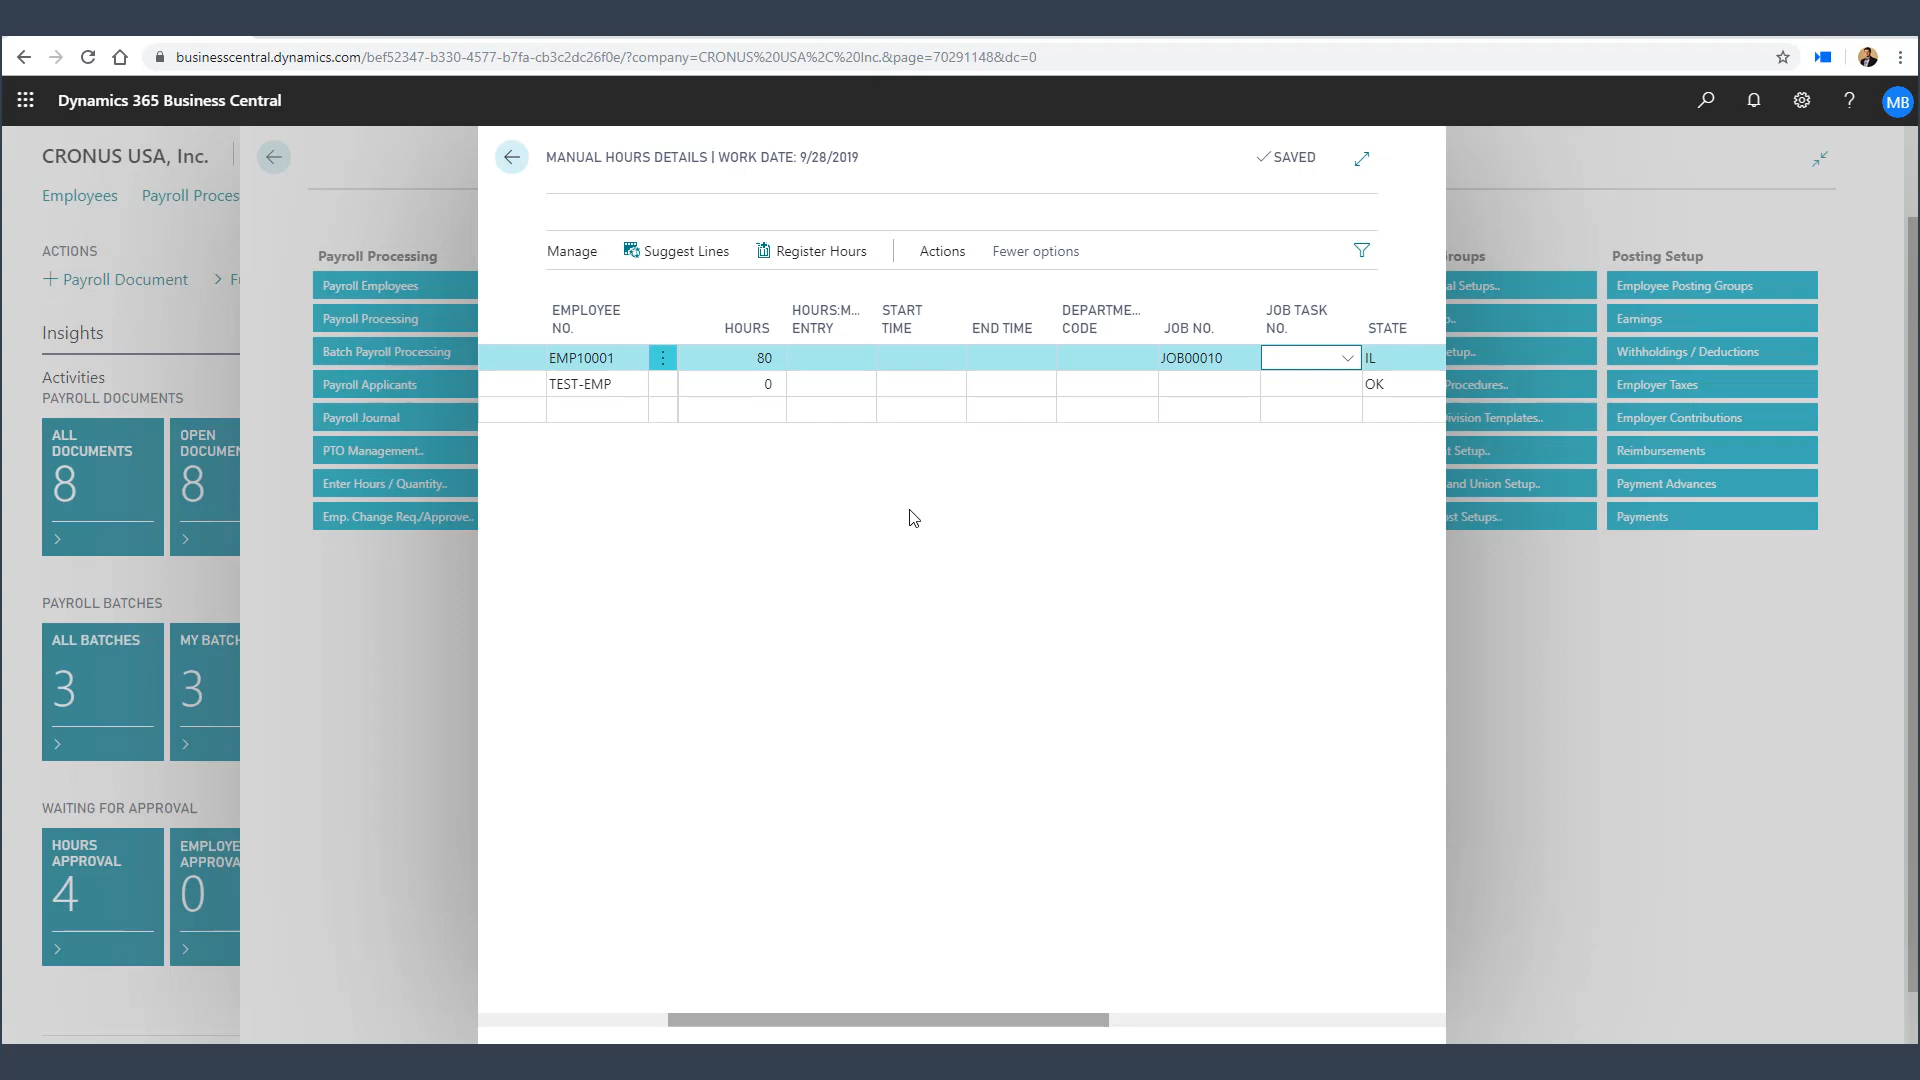 businesscentral.dynamics.com/bef52347-b330-4577-b7fa-cb3c2dc26f0e/?company=CRONUS%20USA%2C%20Inc.&page=70291148&dc=0
Dynamics 365 Business Central
? MB
CRONUS USA, Inc.
Employees Payroll Proces
ACTIONS
+ Payroll Document > F
Insights
Activities
PAYROLL DOCUMENTS
ALL DOCUMENTS
8
OPEN DOCUMEN
8
PAYROLL BATCHES
ALL BATCHES
3
MY BATCH
3
WAITING FOR APPROVAL
HOURS APPROVAL
4
EMPLOYE APPROVA
0
Payroll Processing
Payroll Employees
Payroll Processing
Batch Payroll Processing
Payroll Applicants
Payroll Journal
PTO Management..
Enter Hours / Quantity..
Emp. Change Req./Approve..
MANUAL HOURS DETAILS | WORK DATE: 9/28/2019
SAVED
Manage Suggest Lines Register Hours Actions Fewer options
EMPLOYEE NO. HOURS HOURS:M... ENTRY START TIME END TIME DEPARTME... CODE JOB NO. JOB TASK NO. STATE
EMP10001 80 JOB00010 IL
TEST-EMP 0 OK
roups
al Setups..
..
etup..
Procedures..
ivision Templates..
t Setup..
and Union Setup..
st Setups..
Posting Setup
Employee Posting Groups
Earnings
Withholdings / Deductions
Employer Taxes
Employer Contributions
Reimbursements
Payment Advances
Payments